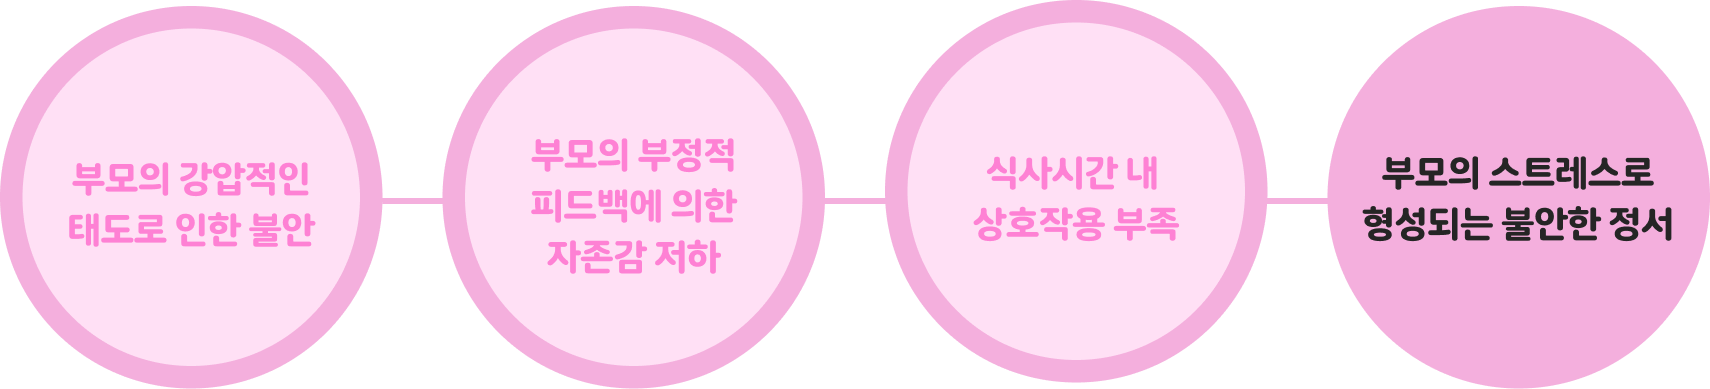 부모의 강압적인
태도로 인한 불안
부모의 부정적
피드백에 의한
자존감 저하
식사시간 내
상호작용 부족
부모의 스트레스로
형성되는 불안한 정서